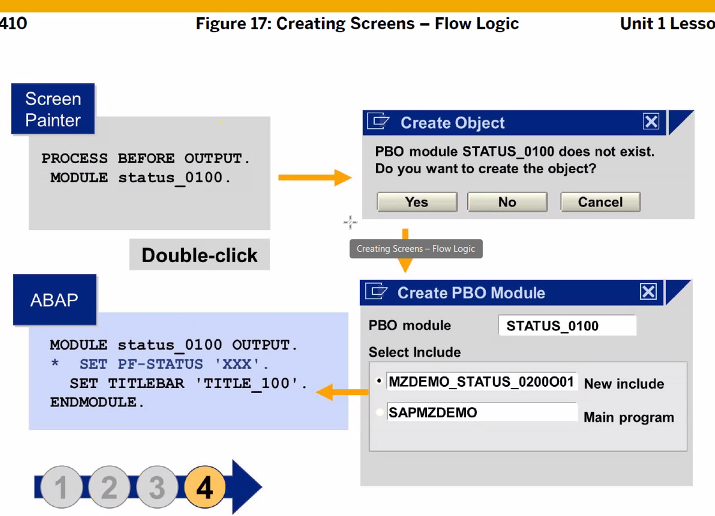 410
Figure 17: Creating Screens – Flow Logic
Unit 1 Lesso
Screen
Painter
PROCESS BEFORE OUTPUT.
MODULE status_0100.
Double-click
Create Object
PBO module STATUS_0100 does not exist.
Do you want to create the object?
Yes No Cancel
Creating Screens – Flow Logic
Create PBO Module
PBO module STATUS_0100
Select Include
MZDEMO_STATUS_0200O01 New include
SAPMZDEMO Main program
ABAP
MODULE status_0100 OUTPUT.
* SET PF-STATUS 'XXX'.
SET TITLEBAR 'TITLE_100'.
ENDMODULE.
1 2 3 4